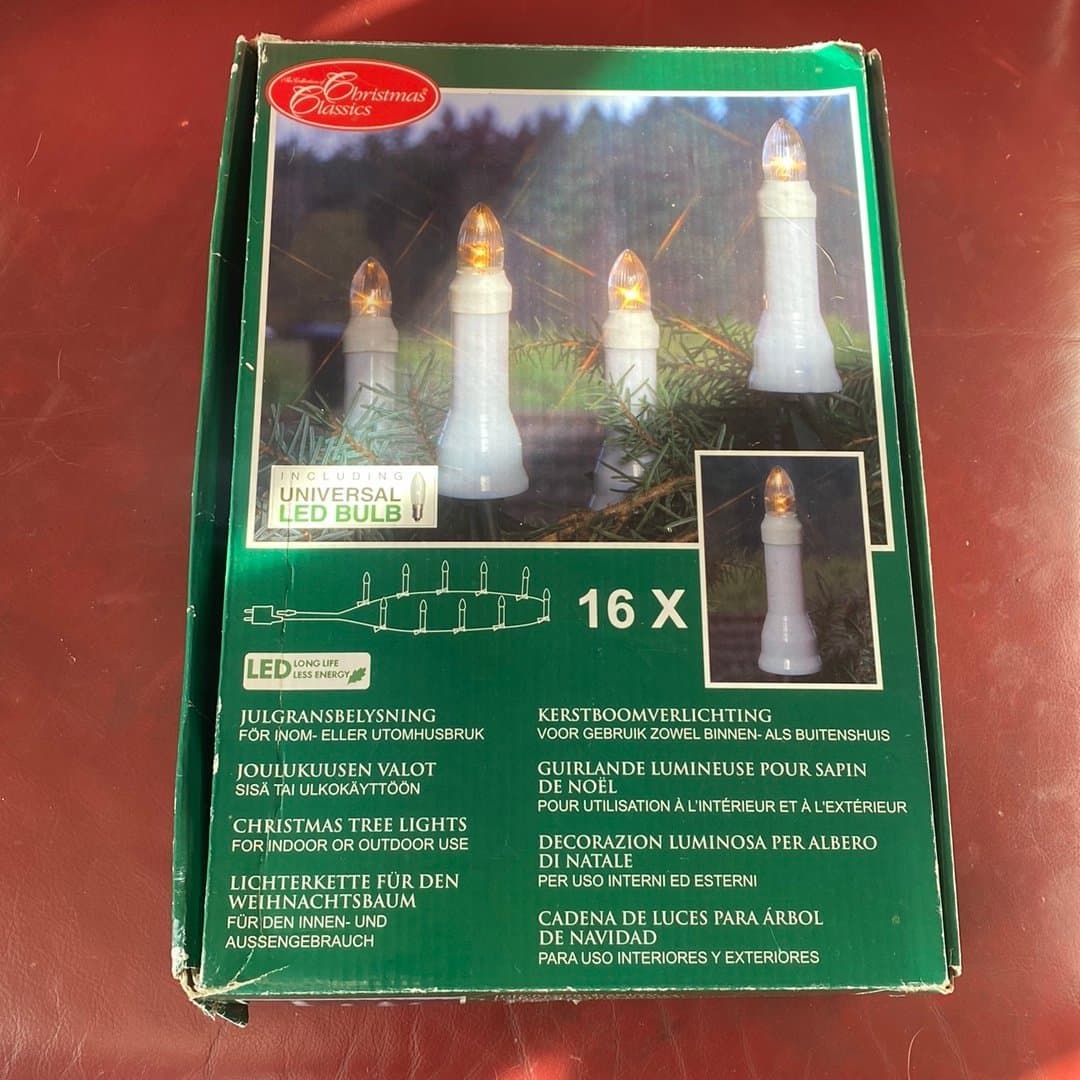 The Collection of
Christmas
Classics
INCLUDING
UNIVERSAL
LED BULB
16 X
LED LONG LIFE
LESS ENERGY
JULGRANSBELYSNING
FÖR INOM- ELLER UTOMHUSBRUK
JOULUKUUSEN VALOT
SISÄ TAI ULKOKÄYTTÖÖN
CHRISTMAS TREE LIGHTS
FOR INDOOR OR OUTDOOR USE
LICHTERKETTE FÜR DEN
WEIHNACHTSBAUM
FÜR DEN INNEN- UND
AUSSENGEBRAUCH
KERSTBOOMVERLICHTING
VOOR GEBRUIK ZOWEL BINNEN- ALS BUITENSHUIS
GUIRLANDE LUMINEUSE POUR SAPIN
DE NOËL
POUR UTILISATION À L'INTÉRIEUR ET À L'EXTÉRIEUR
DECORAZION LUMINOSA PER ALBERO
DI NATALE
PER USO INTERNI ED ESTERNI
CADENA DE LUCES PARA ÁRBOL
DE NAVIDAD
PARA USO INTERIORES Y EXTERIORES